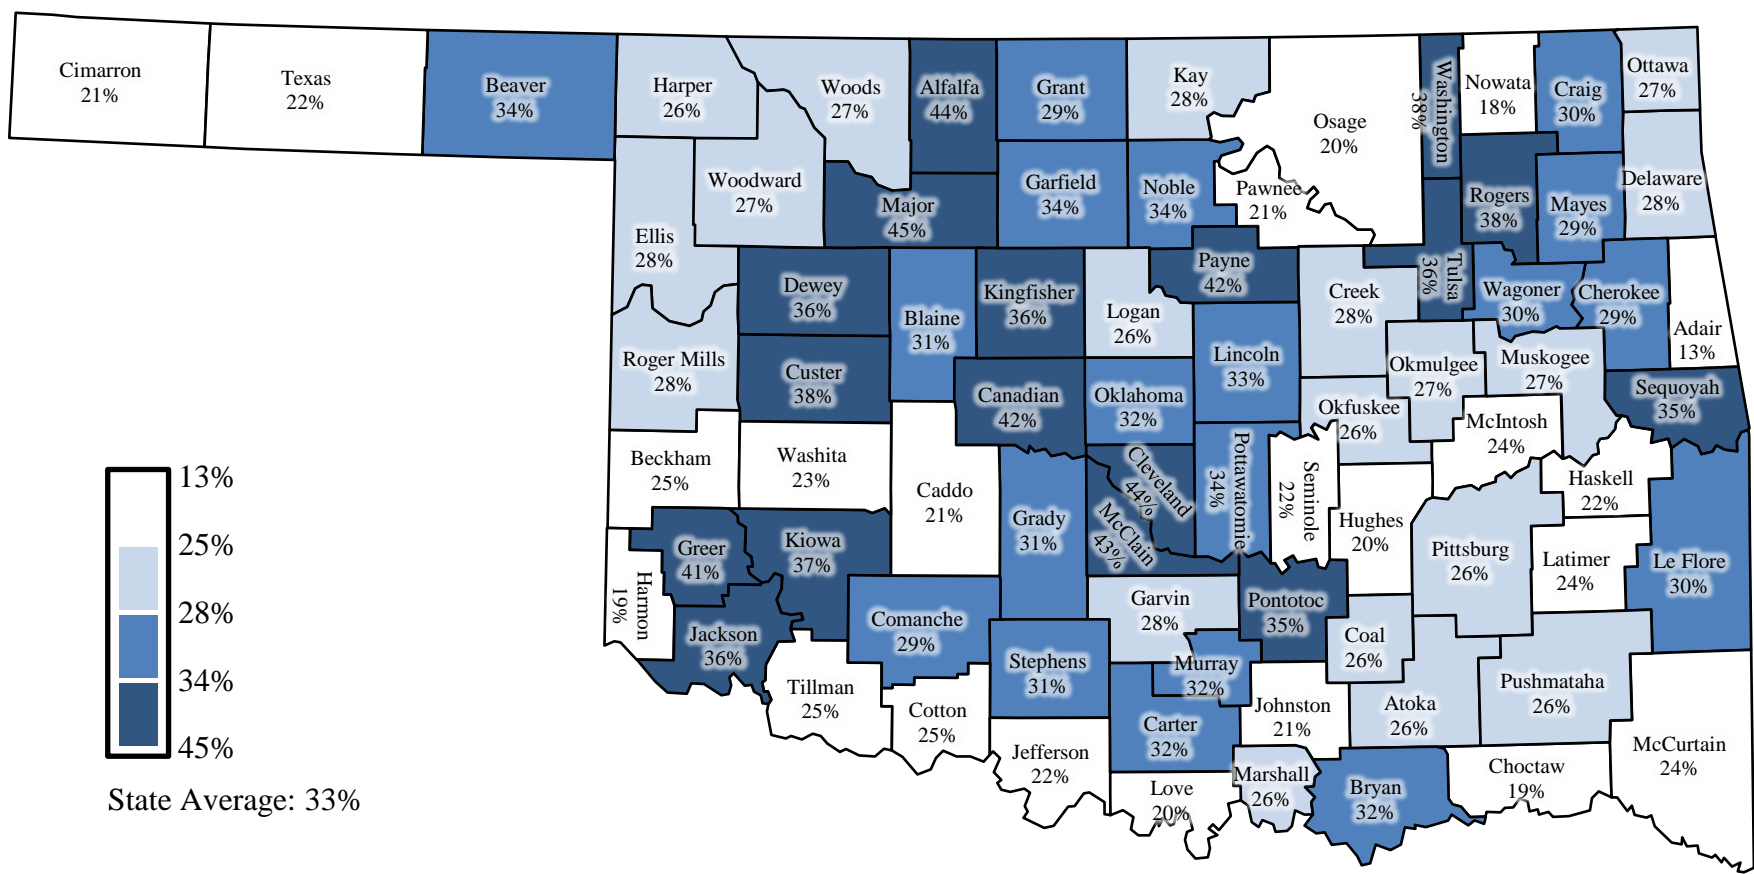 Cimarron
21%
Texas
22%
Beaver
34%
Harper
26%
Woods
27%
Alfalfa
44%
Grant
29%
Kay
28%
Osage
20%
Washington
38%
Nowata
18%
Craig
30%
Ottawa
27%
Woodward
27%
Major
45%
Garfield
34%
Noble
34%
Pawnee
21%
Rogers
38%
Mayes
29%
Delaware
28%
Ellis
28%
Dewey
36%
Blaine
31%
Kingfisher
36%
Logan
26%
Payne
42%
Creek
28%
Tulsa
36%
Wagoner
30%
Cherokee
29%
Adair
13%
Roger Mills
28%
Custer
38%
Canadian
42%
Oklahoma
32%
Lincoln
33%
Okmulgee
27%
Muskogee
27%
Sequoyah
35%
Okfuskee
26%
McIntosh
24%
Beckham
25%
Washita
23%
Caddo
21%
Grady
31%
Cleveland
44%
McClain
43%
Pottawatomie
34%
Seminole
22%
Hughes
20%
Haskell
22%
Pittsburg
26%
Latimer
24%
Le Flore
30%
Greer
41%
Kiowa
37%
Harmon
19%
Jackson
36%
Comanche
29%
Garvin
28%
Pontotoc
35%
Coal
26%
Stephens
31%
Murray
32%
Tillman
25%
Cotton
25%
Carter
32%
Johnston
21%
Atoka
26%
Pushmataha
26%
Jefferson
22%
Love
20%
Marshall
26%
Bryan
32%
Choctaw
19%
McCurtain
24%
13%
25%
28%
34%
45%
State Average: 33%